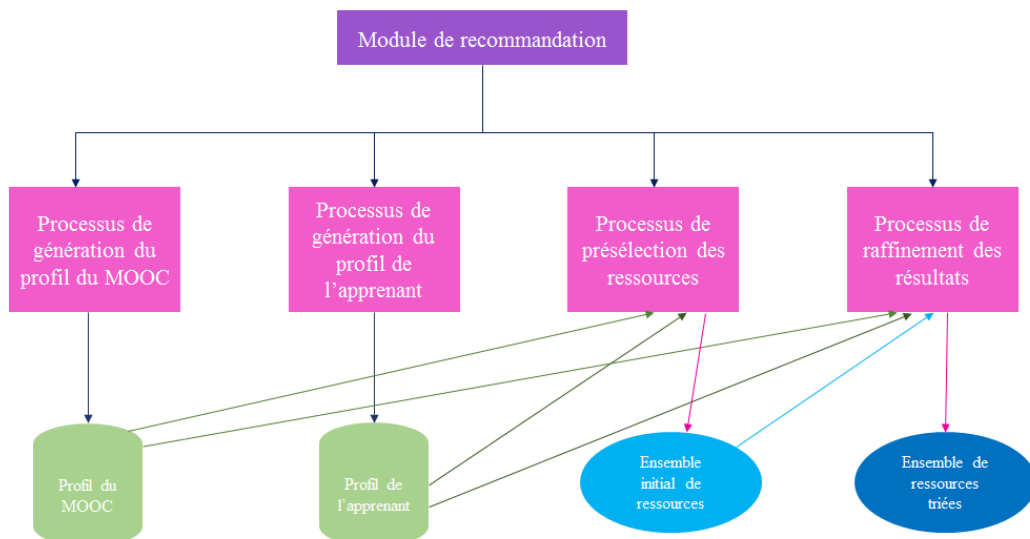 Module de recommandation
Processus de
génération du
profil du MOOC
Processus de
génération du
profil de
l’apprenant
Processus de
présélection des
ressources
Processus de
raffinement des
résultats
Profil du
MOOC
Profil de
l’apprenant
Ensemble
initial de
ressources
Ensemble de
ressources
triées